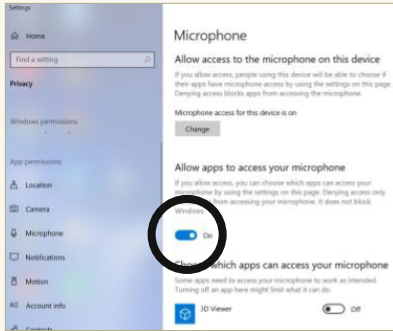 Settings
Home
Find a setting
Privacy
Windows permissions
App permissions
Location
Camera
Microphone
Notifications
Motion
Account info
Contacts
Microphone
Allow access to the microphone on this device
If you allow access, people using this device will be able to choose if
their apps have microphone access by using the settings on this page.
Denying access blocks apps from accessing the microphone.
Microphone access for this device is on
Change
Allow apps to access your microphone
If you allow access, you can choose which apps can access your
microphone by using the settings on this page. Denying access only
from accessing your microphone. It does not block
Windows
On
Choose which apps can access your microphone
Some apps need to access your microphone to work as intended.
Turning off an app here might limit what it can do.
3D Viewer
Off